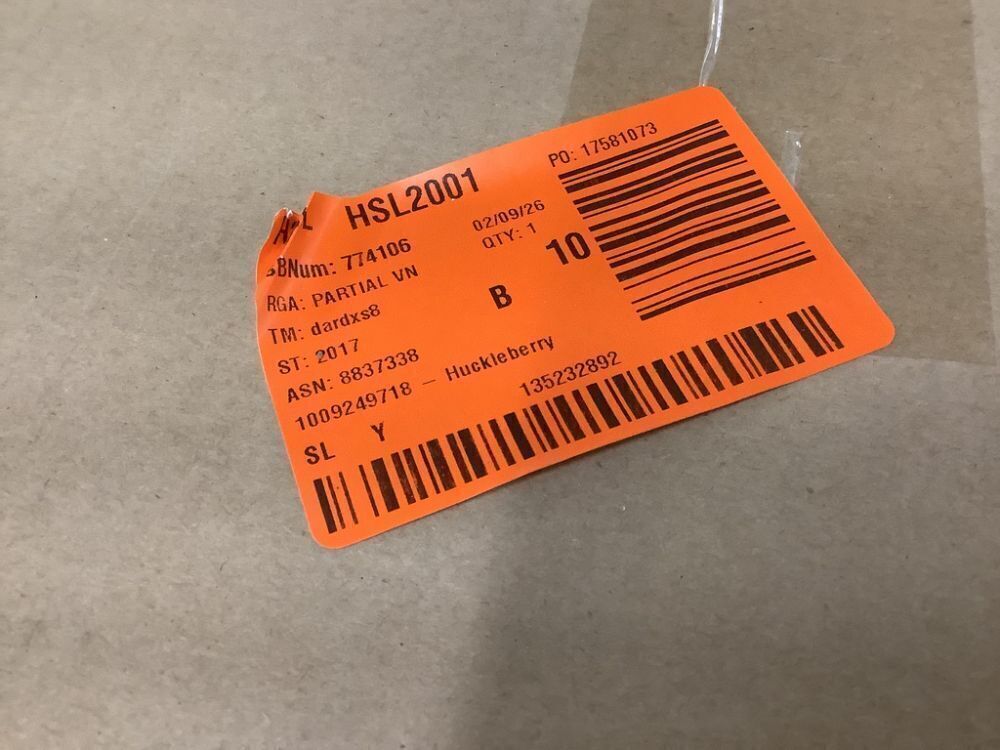 HSL2001
PO: 17581073
SBNum: 774106
02/09/26
QTY: 1
10
RGA: PARTIAL VN
B
TM: dardxs8
ST: 2017
ASN: 8837338
1009249718 – Huckleberry
135232892
SL Y